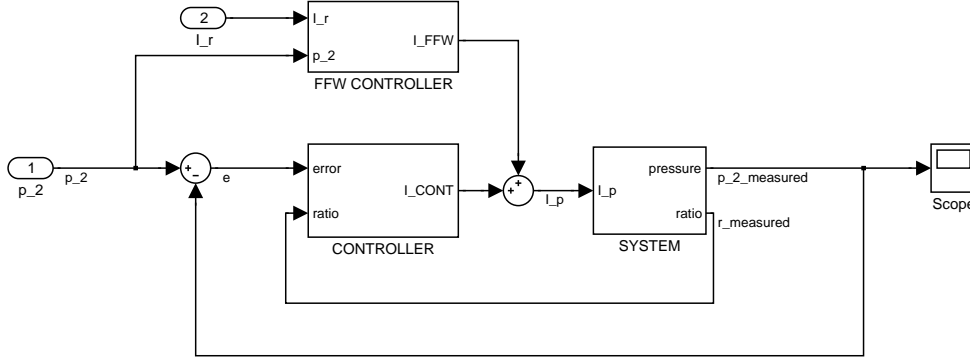 2
I_r
I_r
p_2
I_FFW
FFW CONTROLLER
1
p_2
p_2
+
−
e
error
ratio
I_CONT
CONTROLLER
+
+
I_p
I_p
pressure
ratio
SYSTEM
p_2_measured
r_measured
Scope